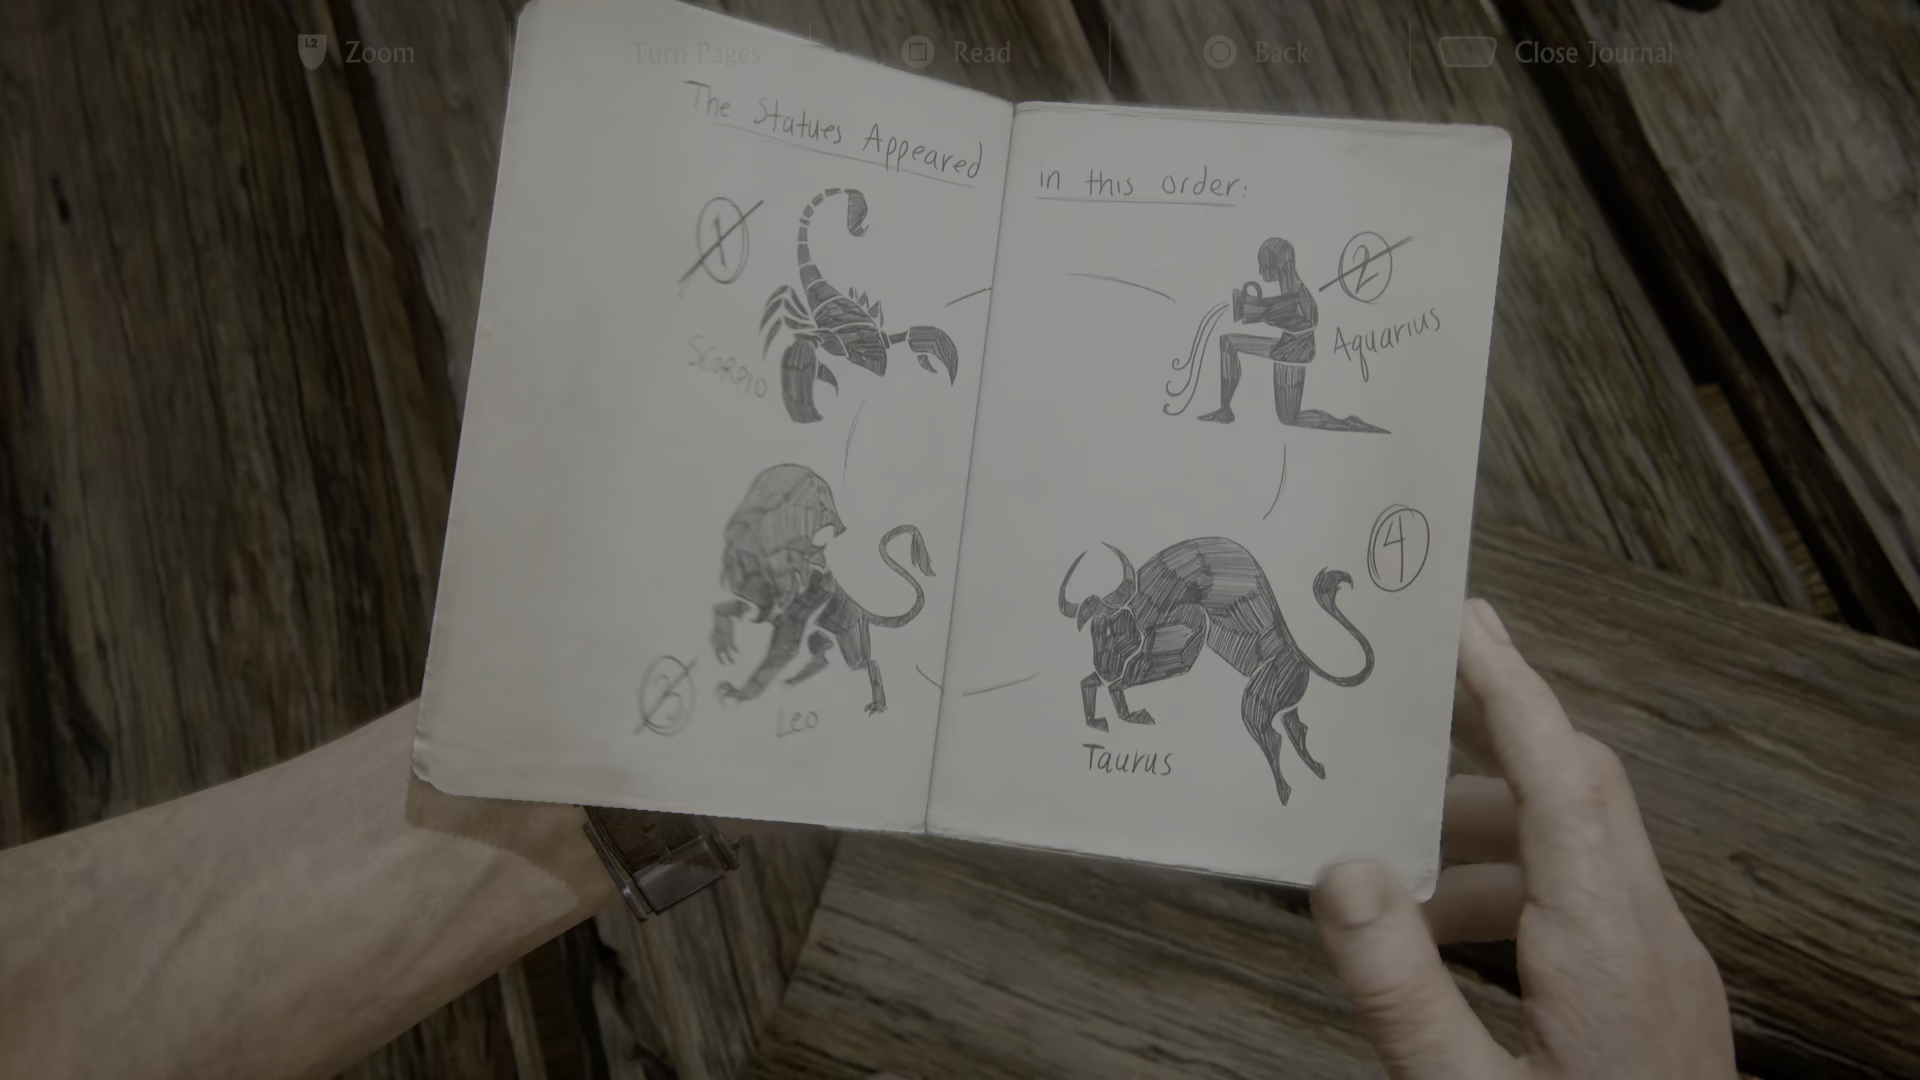 L2 Zoom
Turn Pages
Read
Back
Close Journal
The Statues Appeared
in this order:
1
2
Scorpio
Aquarius
4
3
Leo
Taurus